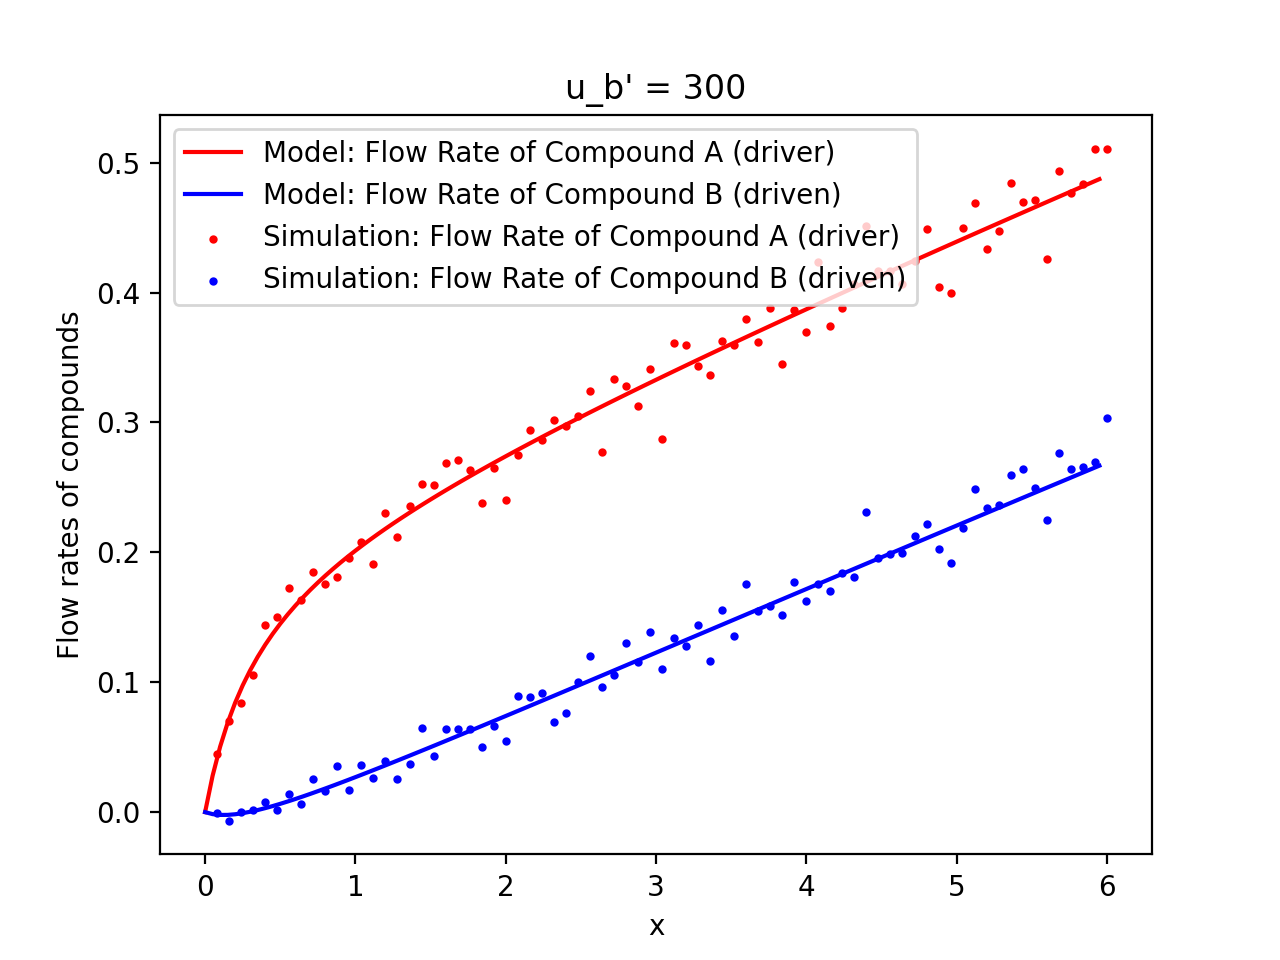 u_b' = 300
Model: Flow Rate of Compound A (driver)
Model: Flow Rate of Compound B (driven)
Simulation: Flow Rate of Compound A (driver)
Simulation: Flow Rate of Compound B (driven)
Flow rates of compounds
0.5
0.4
0.3
0.2
0.1
0.0
0 1 2 3 4 5 6
x